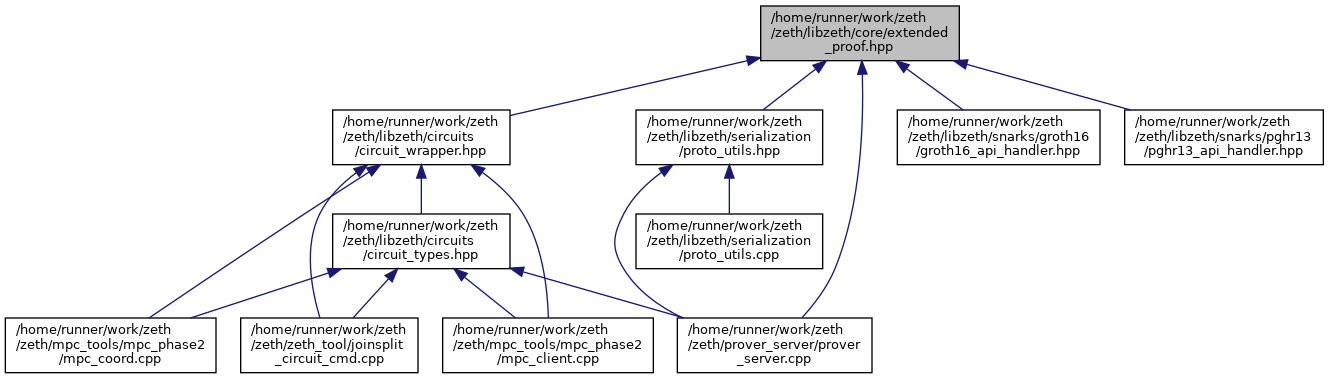 /home/runner/work/zeth
/zeth/libzeth/core/extended
_proof.hpp
/home/runner/work/zeth
/zeth/libzeth/circuits
/circuit_wrapper.hpp
/home/runner/work/zeth
/zeth/libzeth/serialization
/proto_utils.hpp
/home/runner/work/zeth
/zeth/libzeth/snarks/groth16
/groth16_api_handler.hpp
/home/runner/work/zeth
/zeth/libzeth/snarks/pghr13
/pghr13_api_handler.hpp
/home/runner/work/zeth
/zeth/libzeth/circuits
/circuit_types.hpp
/home/runner/work/zeth
/zeth/libzeth/serialization
/proto_utils.cpp
/home/runner/work/zeth
/zeth/mpc_tools/mpc_phase2
/mpc_coord.cpp
/home/runner/work/zeth
/zeth/zeth_tool/joinsplit
_circuit_cmd.cpp
/home/runner/work/zeth
/zeth/mpc_tools/mpc_phase2
/mpc_client.cpp
/home/runner/work/zeth
/zeth/prover_server/prover
_server.cpp